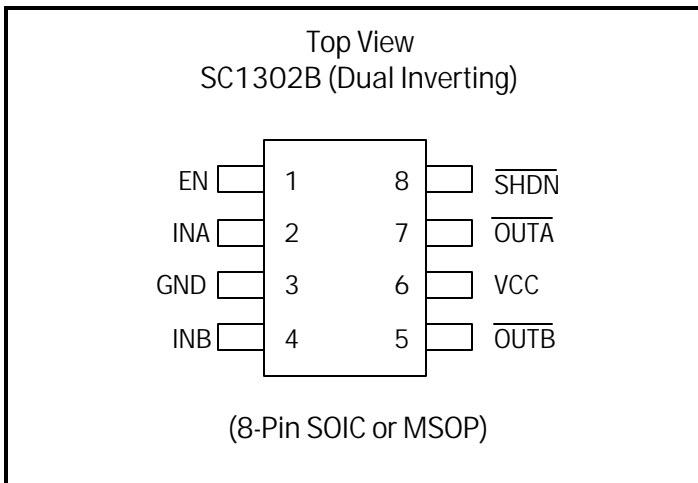 Top View
SC1302B (Dual Inverting)
EN 1 8 SHDN
INA 2 7 OUTA
GND 3 6 VCC
INB 4 5 OUTB
(8-Pin SOIC or MSOP)